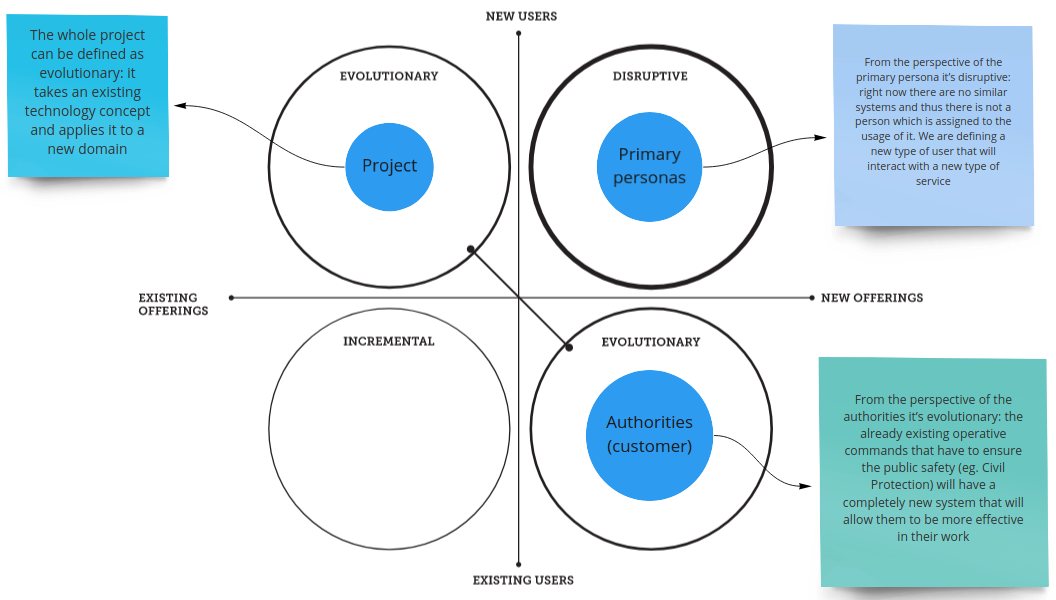 NEW USERS
The whole project
can be defined as
evolutionary: it
takes an existing
technology concept
and applies it to a
new domain
EVOLUTIONARY
Project
DISRUPTIVE
Primary
personas
From the perspective of the
primary persona it's disruptive:
right now there are no similar
systems and thus there is not a
person which is assigned to the
usage of it. We are defining a
new type of user that will
interact with a new type of
service
EXISTING
OFFERINGS
NEW OFFERINGS
INCREMENTAL
EVOLUTIONARY
Authorities
(customer)
From the perspective of the
authorities it's evolutionary: the
already existing operative
commands that have to ensure
the public safety (eg. Civil
Protection) will have a
completely new system that will
allow them to be more effective
in their work
EXISTING USERS